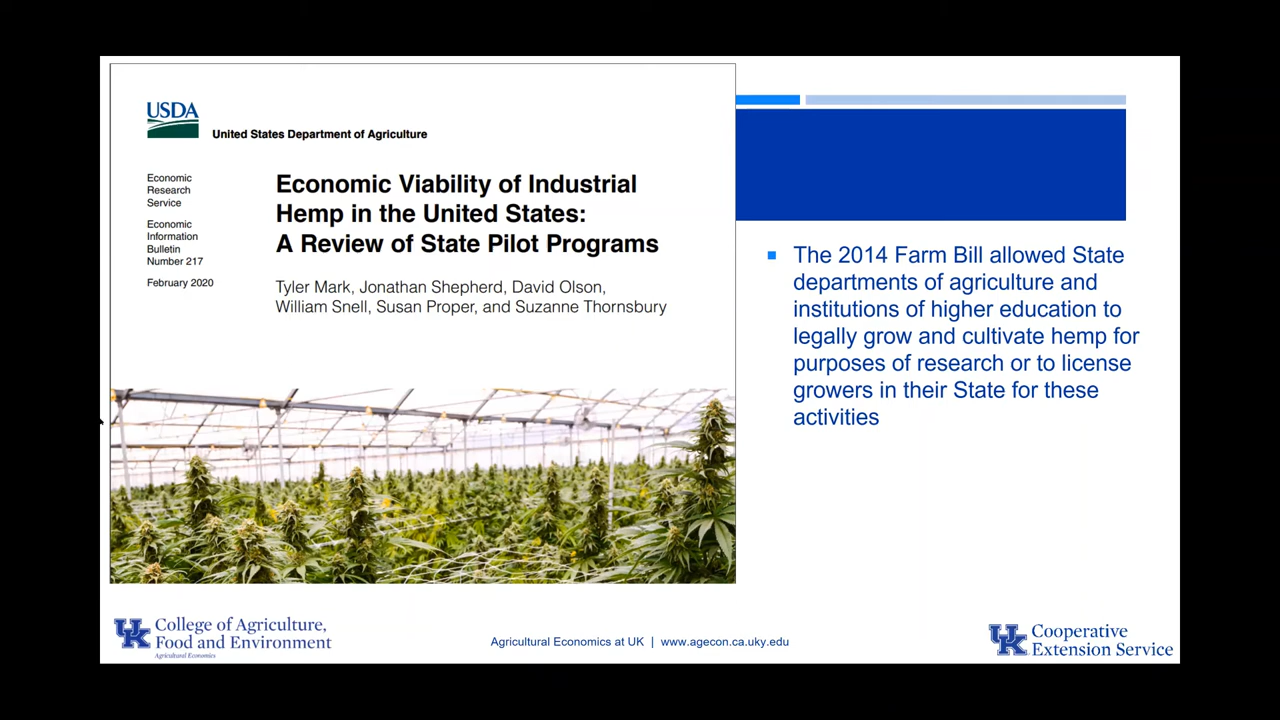 USDA
United States Department of Agriculture
Economic
Research
Service
Economic
Information
Bulletin
Number 217
February 2020
Economic Viability of Industrial
Hemp in the United States:
A Review of State Pilot Programs
Tyler Mark, Jonathan Shepherd, David Olson,
William Snell, Susan Proper, and Suzanne Thornsbury
The 2014 Farm Bill allowed State
departments of agriculture and
institutions of higher education to
legally grow and cultivate hemp for
purposes of research or to license
growers in their State for these
activities
UK College of Agriculture,
Food and Environment
Agricultural Economics
Agricultural Economics at UK | www.agecon.ca.uky.edu
UK Cooperative
Extension Service